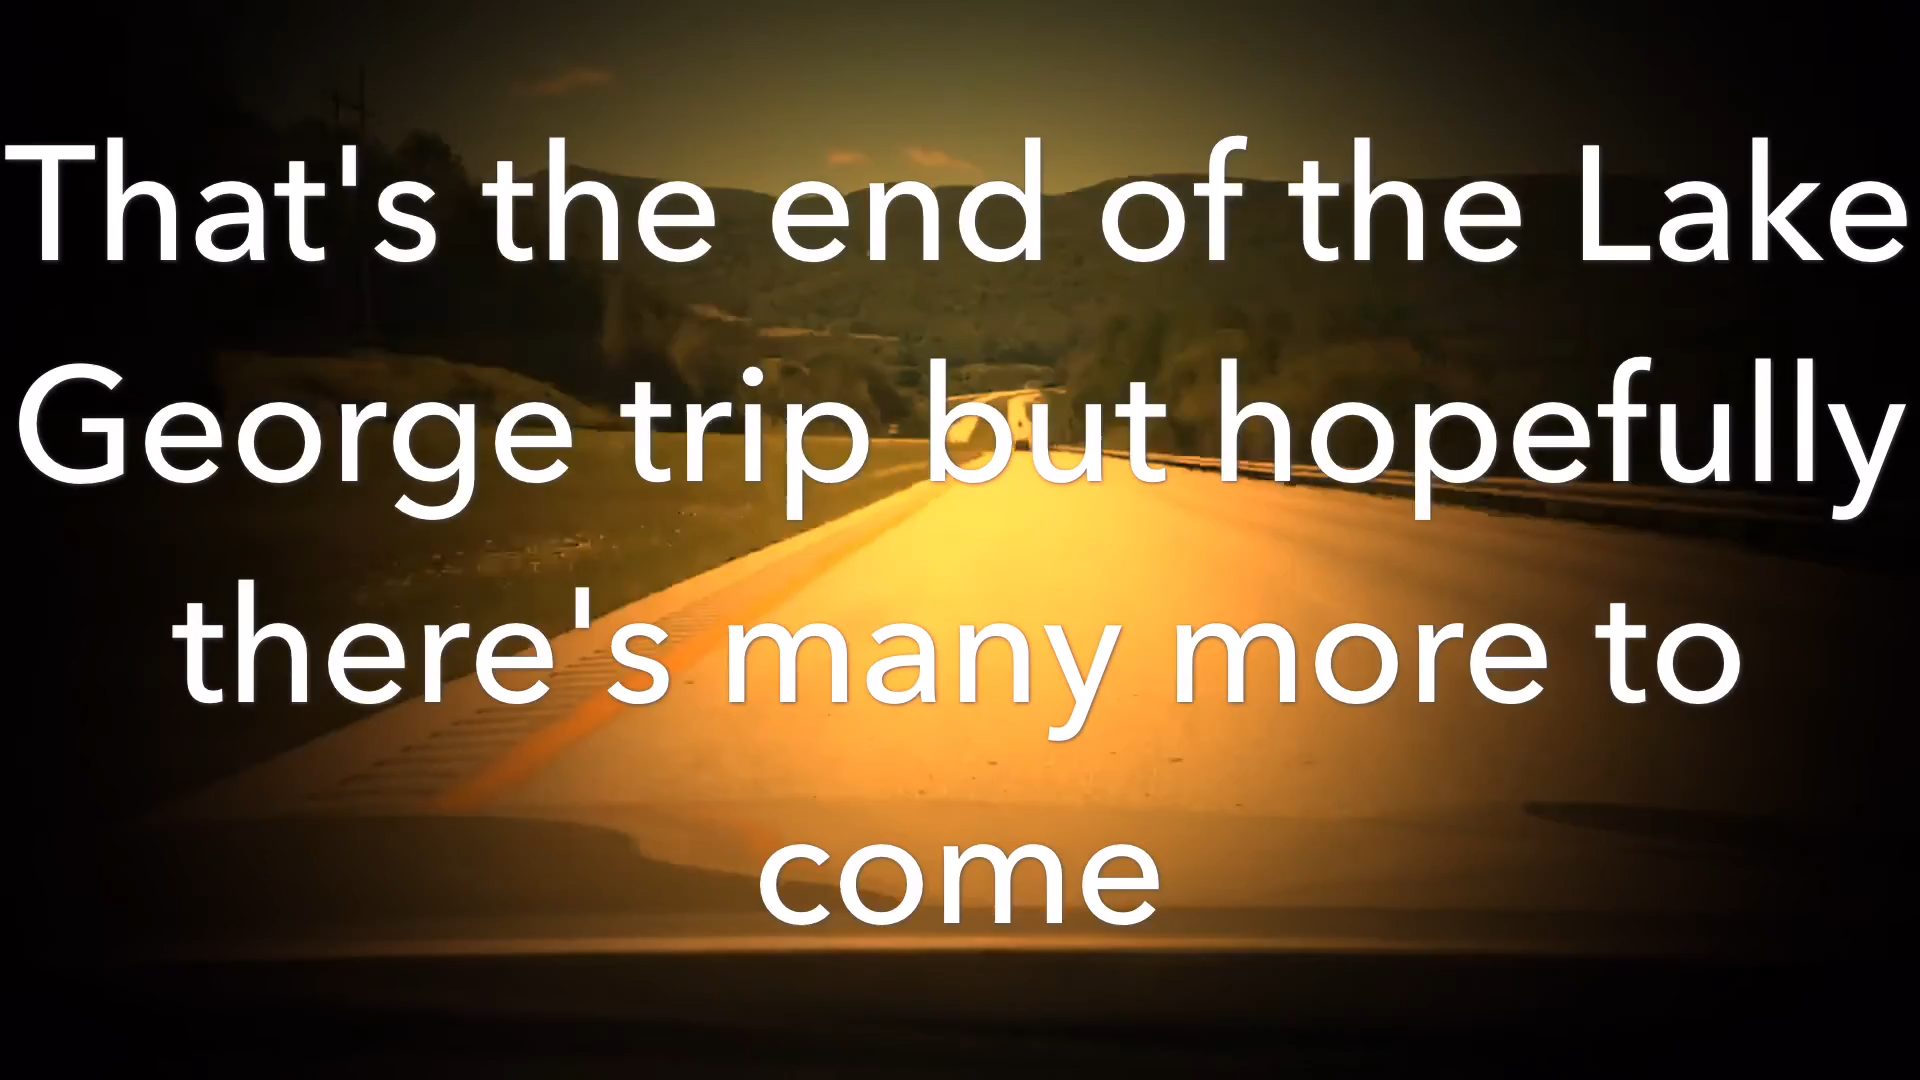 That's the end of the Lake
George trip but hopefully
there's many more to
come